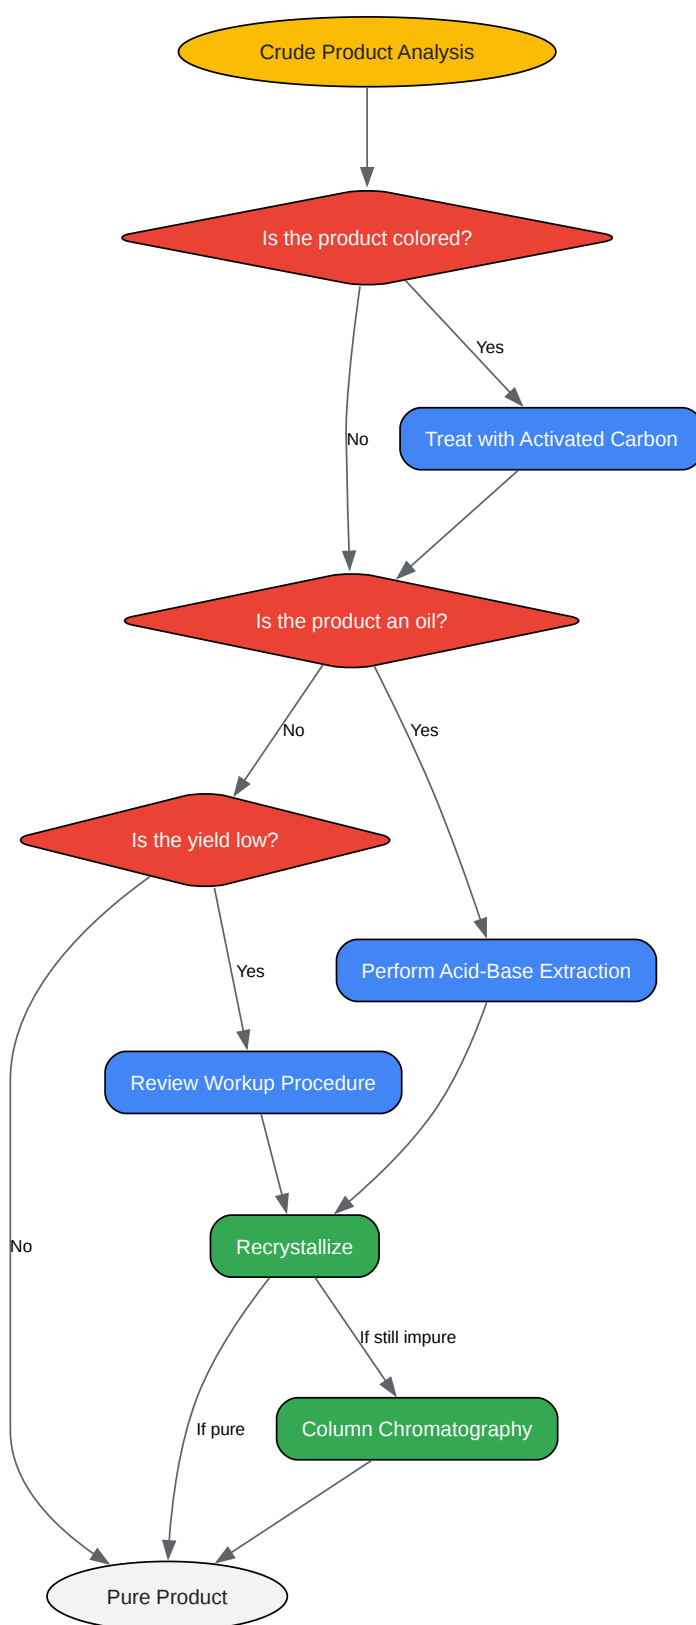 Crude Product Analysis
Is the product colored?
Yes
No
Treat with Activated Carbon
Is the product an oil?
No
Yes
Is the yield low?
Yes
Perform Acid-Base Extraction
Review Workup Procedure
No
Recrystallize
If still impure
If pure
Column Chromatography
Pure Product